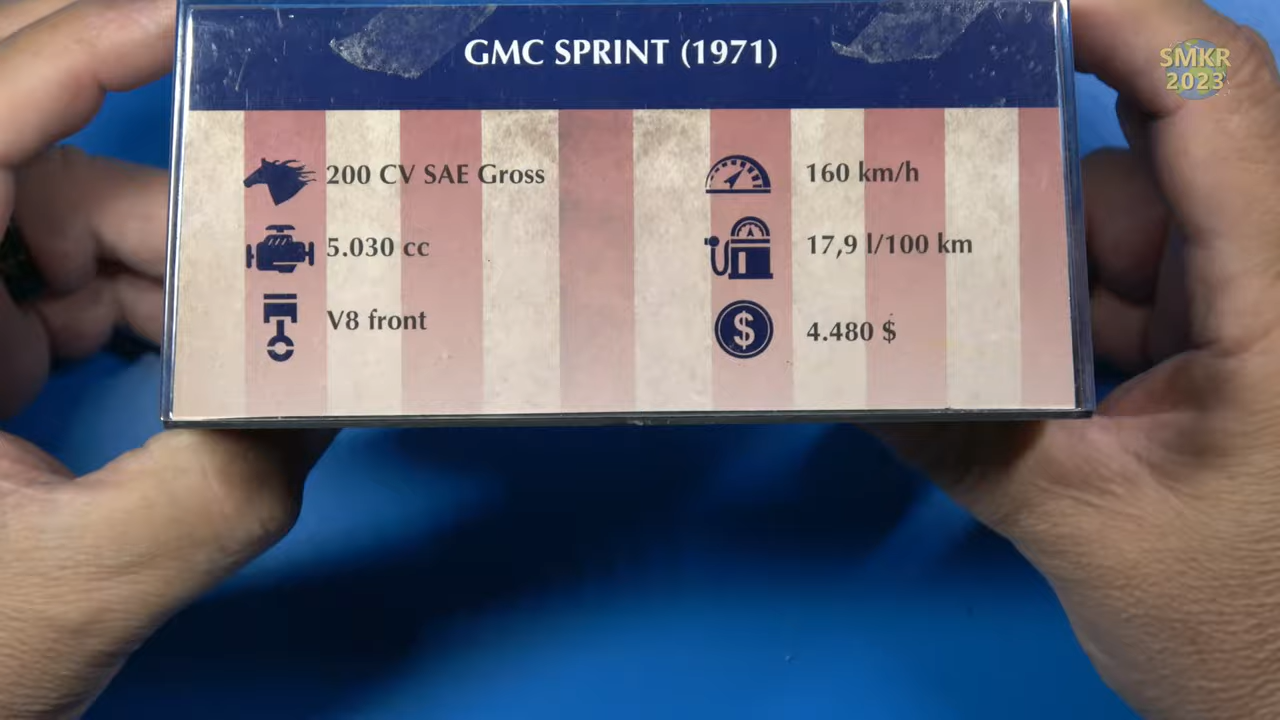 GMC SPRINT (1971)
SMKR
2023
200 CV SAE Gross
160 km/h
5.030 cc
17,9 l/100 km
V8 front
$
4.480 $